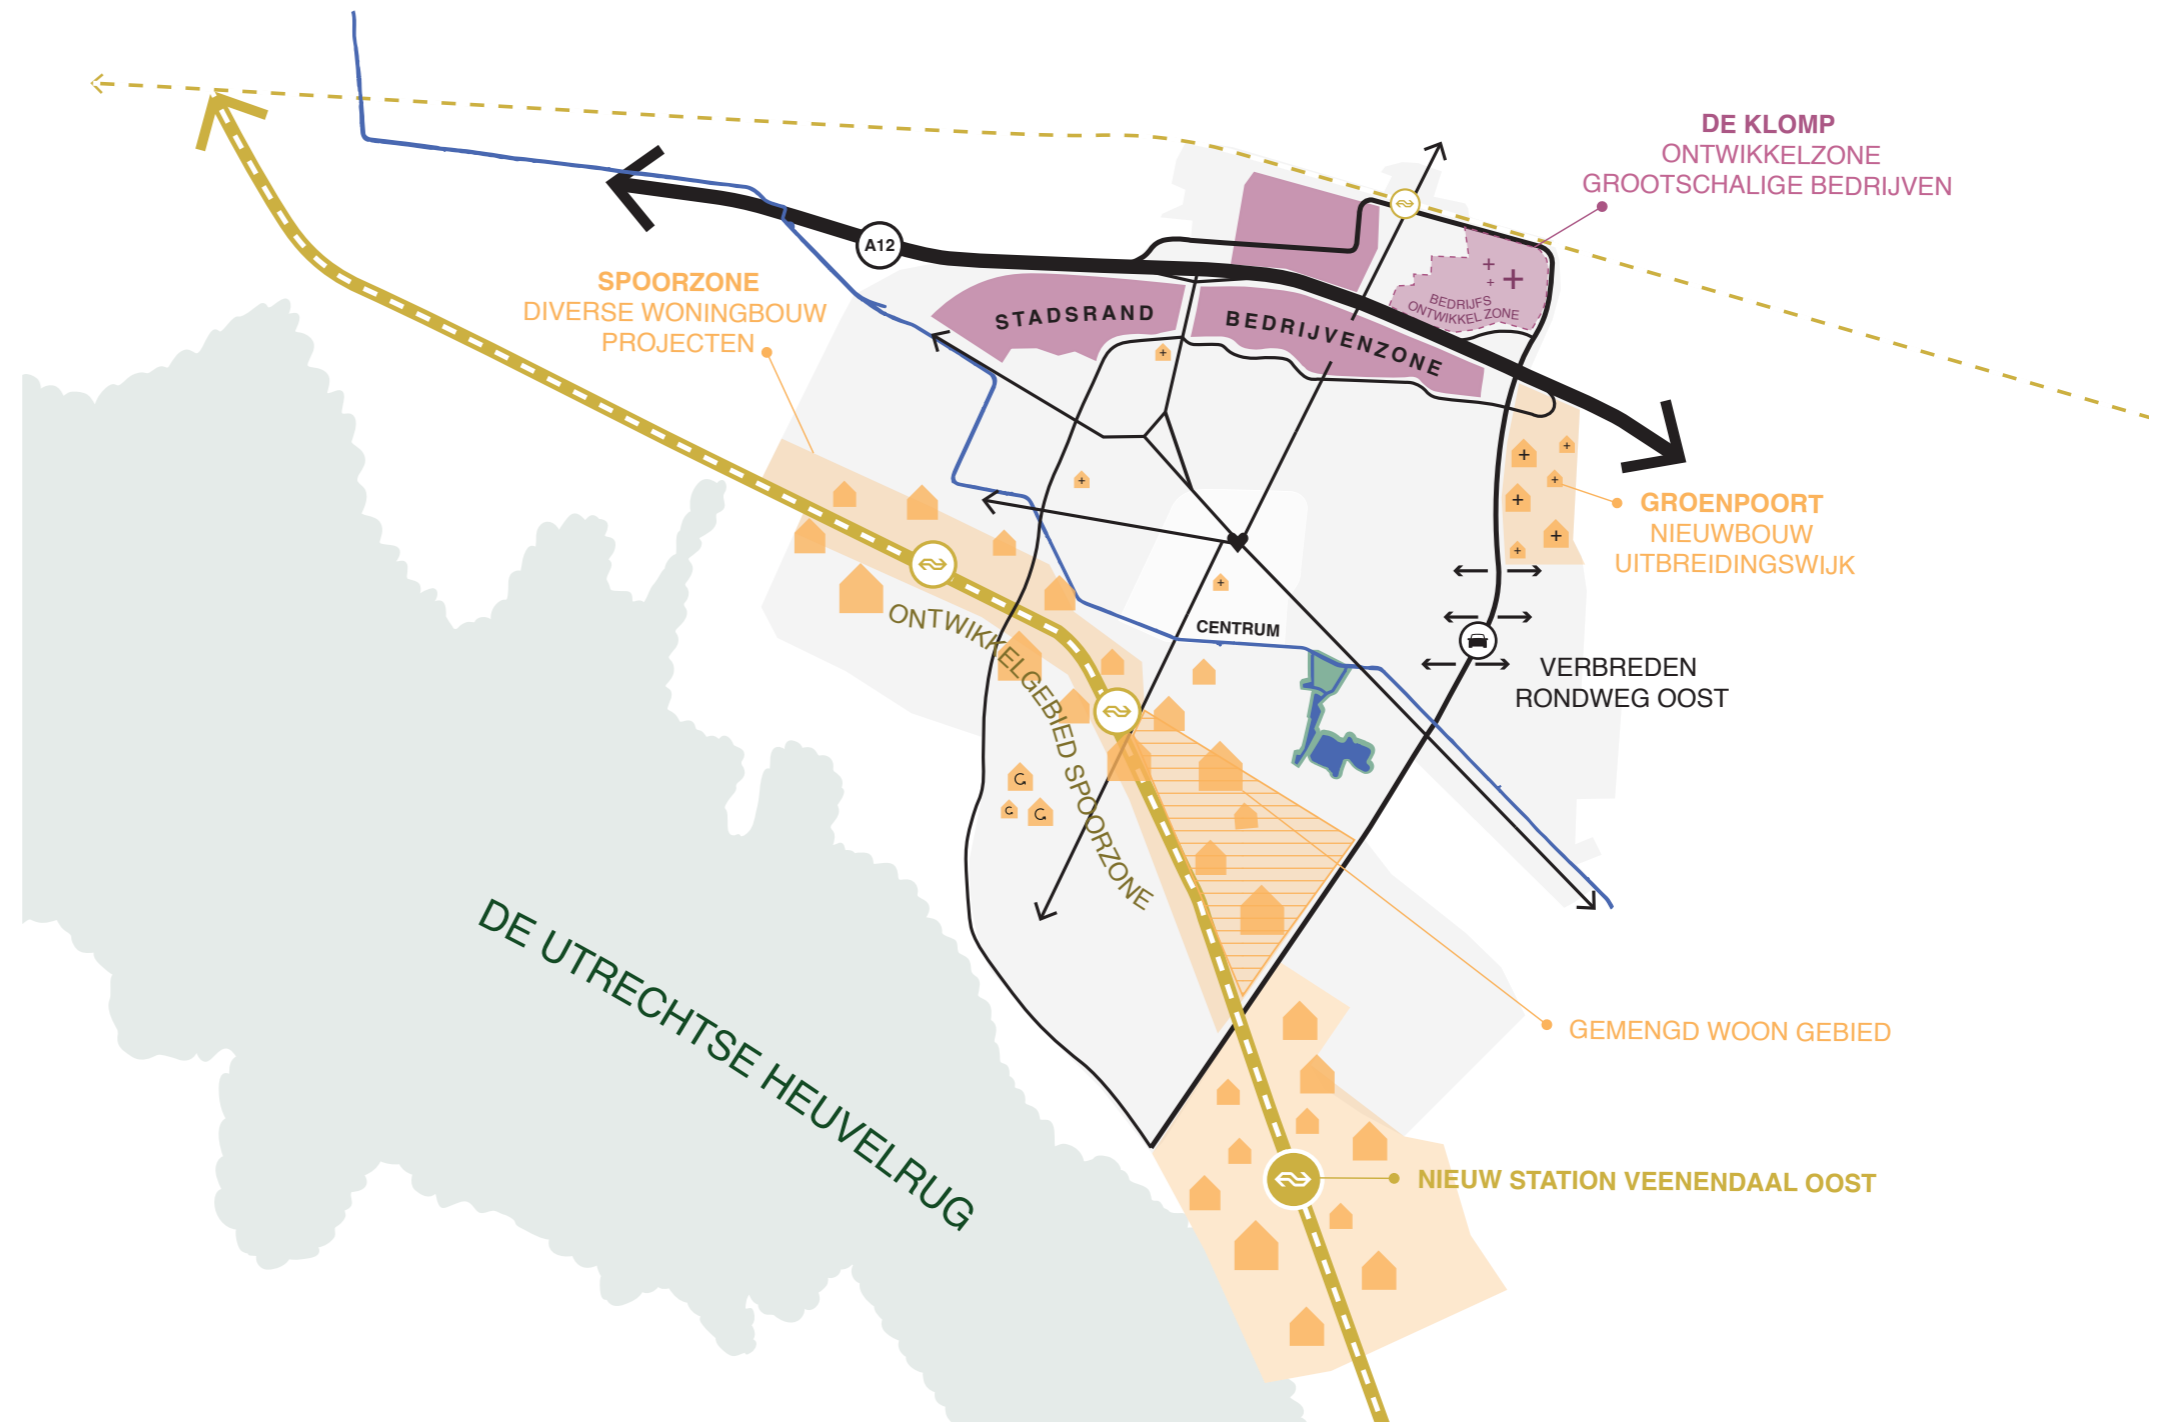 DE KLOMP
ONTWIKKELZONE
GROOTSCHALIGE BEDRIJVEN
A12
SPOORZONE
DIVERSE WONINGBOUW
PROJECTEN
STADSRAND
BEDRIJVENZONE
BEDRIJFS
ONTWIKKEL ZONE
GROENPOORT
NIEUWBOUW
UITBREIDINGSWIJK
ONTWIKKELGEBIED SPOORZONE
CENTRUM
VERBREDEN
RONDWEG OOST
DE UTRECHTSE HEUVELRUG
GEMENGD WOON GEBIED
NIEUW STATION VEENENDAAL OOST